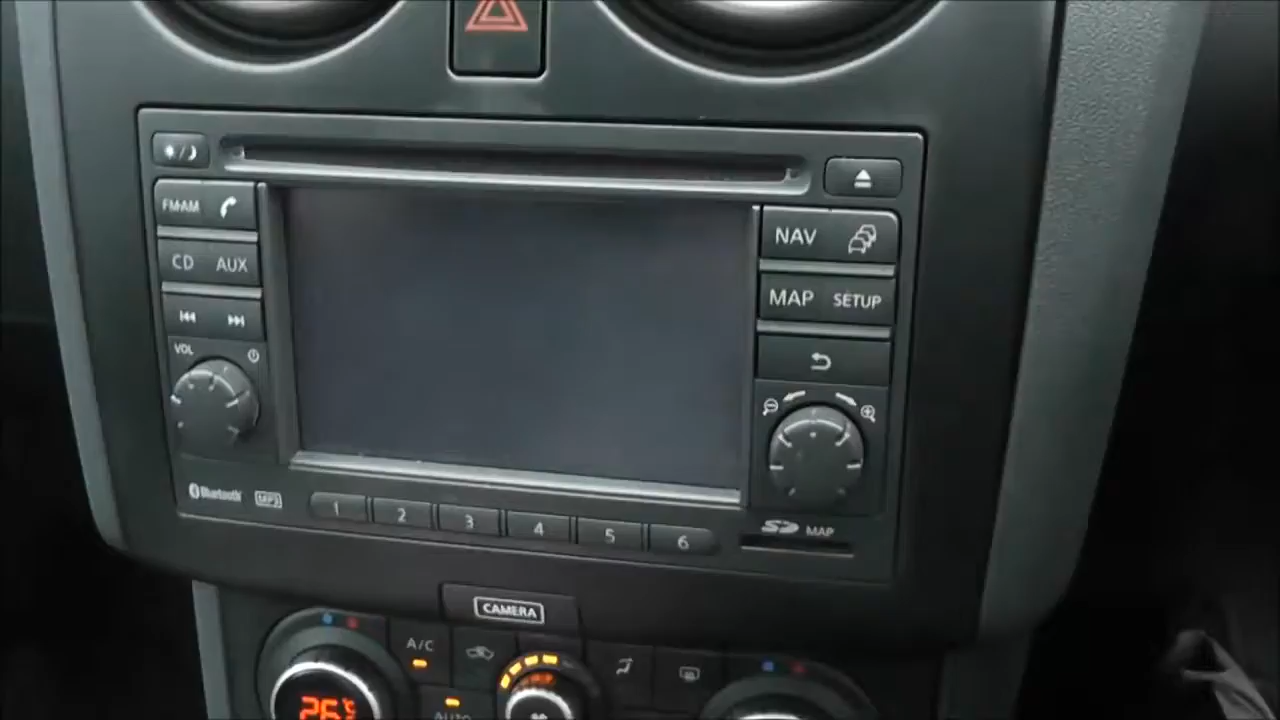 FM·AM
CD AUX
VOL
NAV
MAP SETUP
Bluetooth MP3
1 2 3 4 5 6
SD MAP
CAMERA
A/C
AUTO
26°C